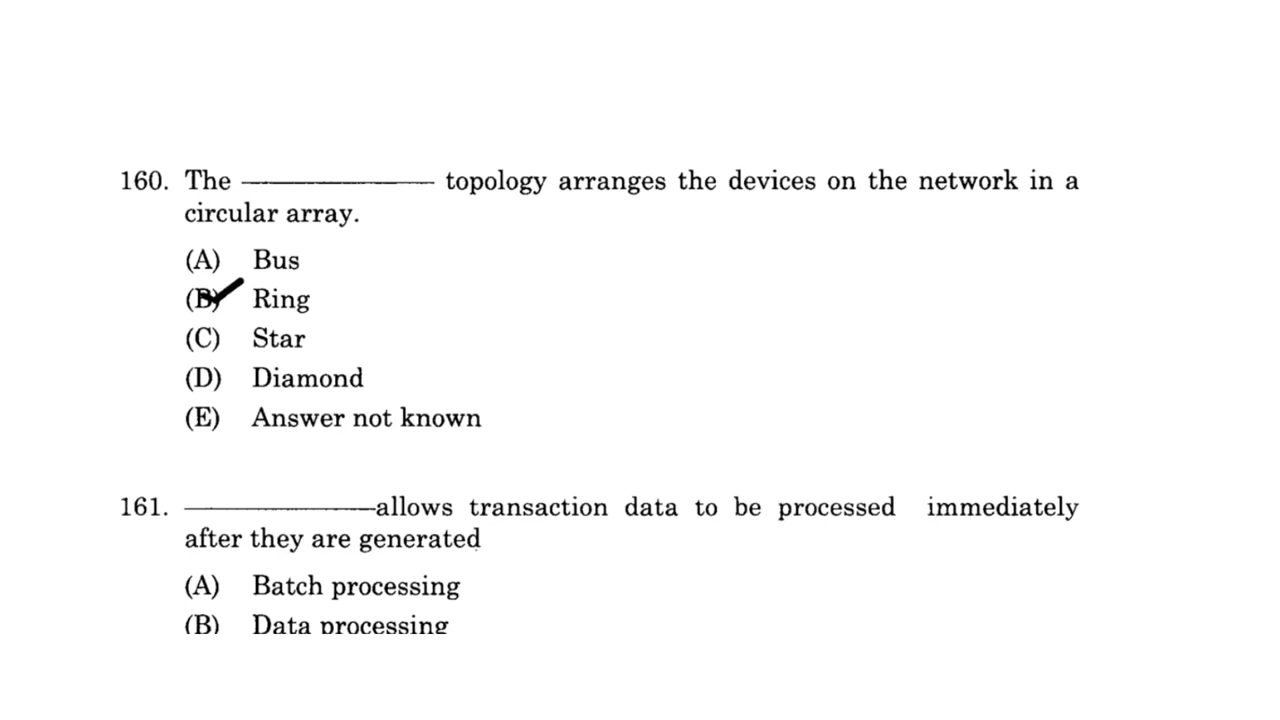 160. The ———————— topology arranges the devices on the network in a
circular array.
(A) Bus
(B) Ring
(C) Star
(D) Diamond
(E) Answer not known
161. ————————allows transaction data to be processed immediately
after they are generated
(A) Batch processing
(B) Data processing